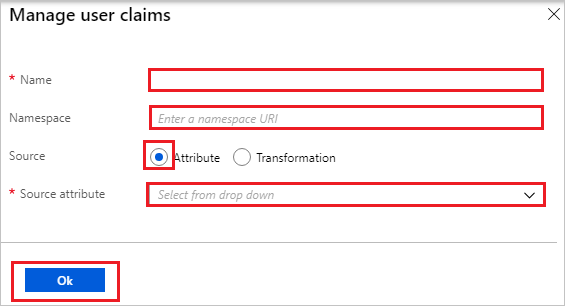 Manage user claims
* Name
Namespace
Enter a namespace URI
Source
Attribute
Transformation
* Source attribute
Select from drop down
Ok